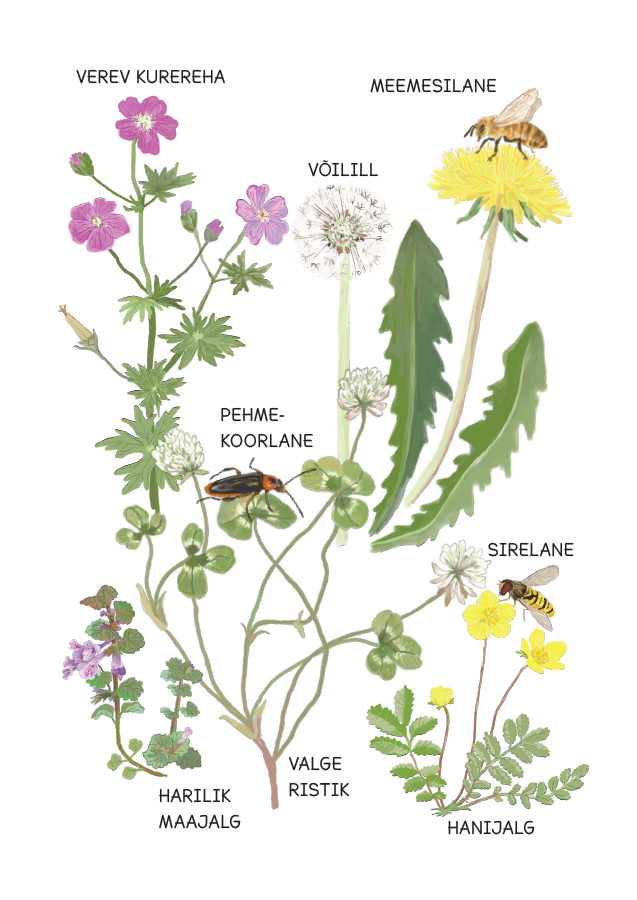 VEREV KUREREHA
MEEMESILANE
VÕILILL
PEHME-
KOORLANE
SIRELANE
VALGE
RISTIK
HARILIK
MAAJALG
HANIJALG